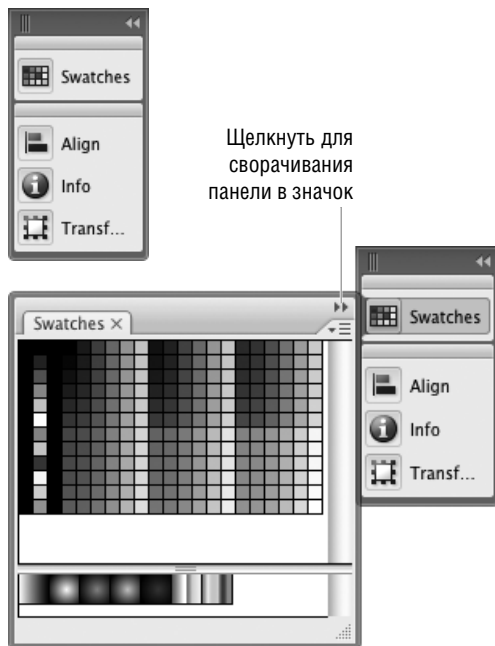 Swatches
Align
Info
Transf...
Щелкнуть для
сворачивания
панели в значок
Swatches ×
Swatches
Align
Info
Transf...